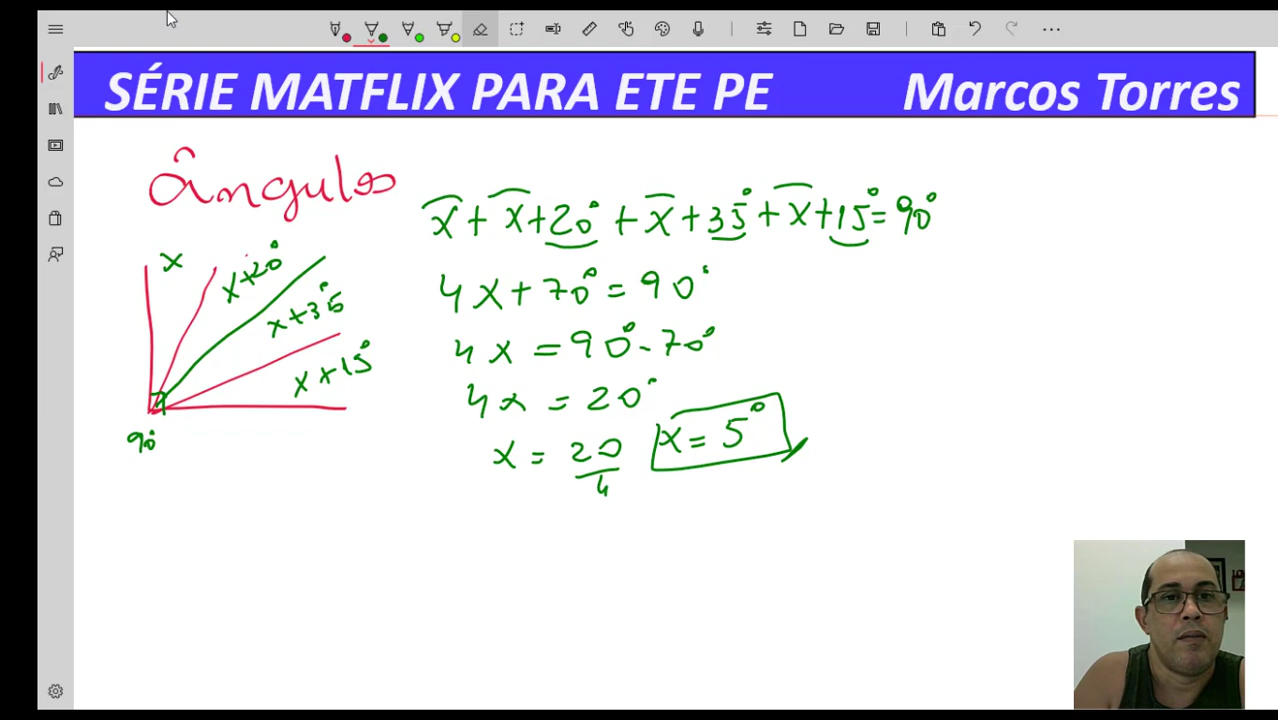 SÉRIE MATFLIX PARA ETE PE Marcos Torres
Ângulos
x + x + 20° + x + 35° + x + 15° = 90°
x
x + 20°
x + 35°
x + 15°
90°
4x + 70° = 90°
4x = 90° - 70°
4x = 20°
x = 20/4
x = 5°